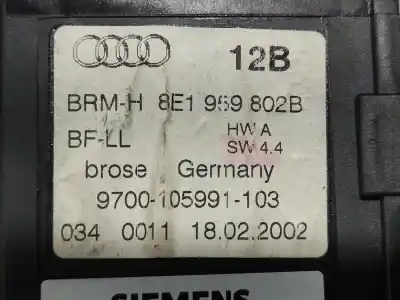 12B
BRM-H 8E1 959 802B
BF-LL HW A
SW 4.4
brose Germany
9700-105991-103
034 0011 18.02.2002
SIEMENS